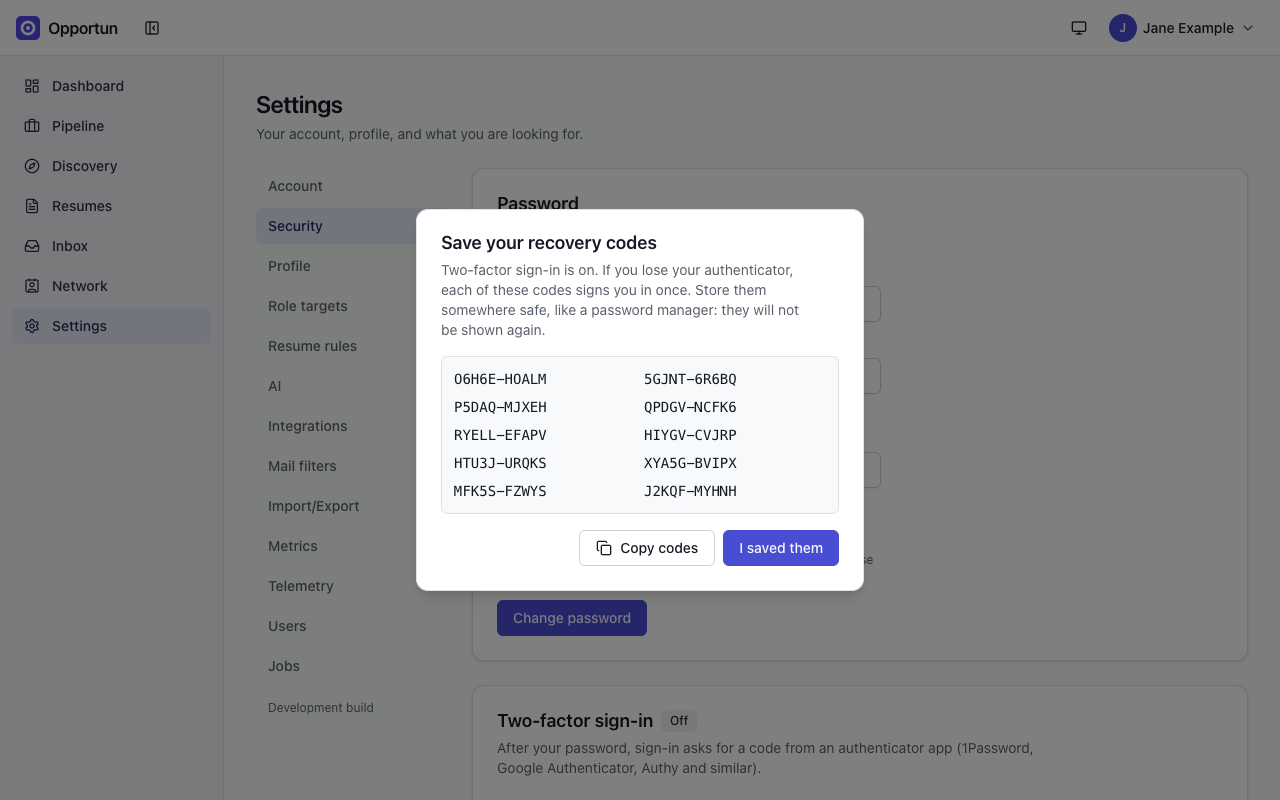 Opportun
J
Jane Example
Dashboard
Pipeline
Discovery
Resumes
Inbox
Network
Settings
Settings
Your account, profile, and what you are looking for.
Account
Security
Profile
Role targets
Resume rules
AI
Integrations
Mail filters
Import/Export
Metrics
Telemetry
Users
Jobs
Development build
Password
Save your recovery codes
Two-factor sign-in is on. If you lose your authenticator,
each of these codes signs you in once. Store them
somewhere safe, like a password manager: they will not
be shown again.
O6H6E-HOALM 5GJNT-6R6BQ
P5DAQ-MJXEH QPDGV-NCFK6
RYELL-EFAPV HIYGV-CVJRP
HTU3J-URQKS XYA5G-BVIPX
MFK5S-FZWYS J2KQF-MYHNH
Copy codes
I saved them
Change password
Two-factor sign-in Off
After your password, sign-in asks for a code from an authenticator app (1Password,
Google Authenticator, Authy and similar).